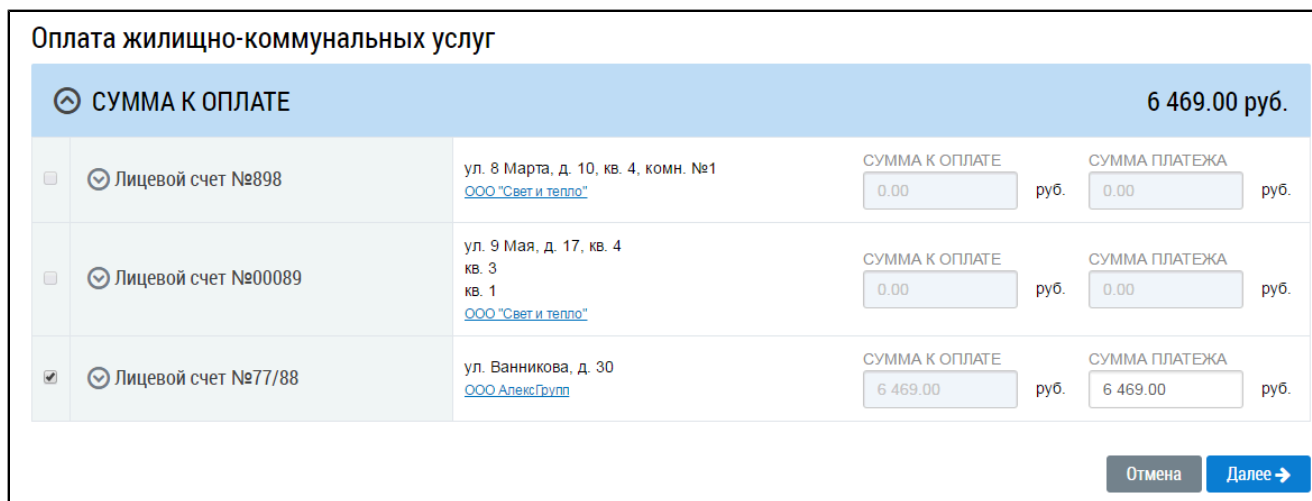 Оплата жилищно-коммунальных услуг
СУММА К ОПЛАТЕ 6 469.00 руб.
Лицевой счет №898
ул. 8 Марта, д. 10, кв. 4, комн. №1
ООО "Свет и тепло"
СУММА К ОПЛАТЕ СУММА ПЛАТЕЖА
0.00 руб. 0.00 руб.
Лицевой счет №00089
ул. 9 Мая, д. 17, кв. 4
кв. 3
кв. 1
ООО "Свет и тепло"
СУММА К ОПЛАТЕ СУММА ПЛАТЕЖА
0.00 руб. 0.00 руб.
Лицевой счет №77/88
ул. Ванникова, д. 30
ООО АлексГрупп
СУММА К ОПЛАТЕ СУММА ПЛАТЕЖА
6 469.00 руб. 6 469.00 руб.
Отмена Далее